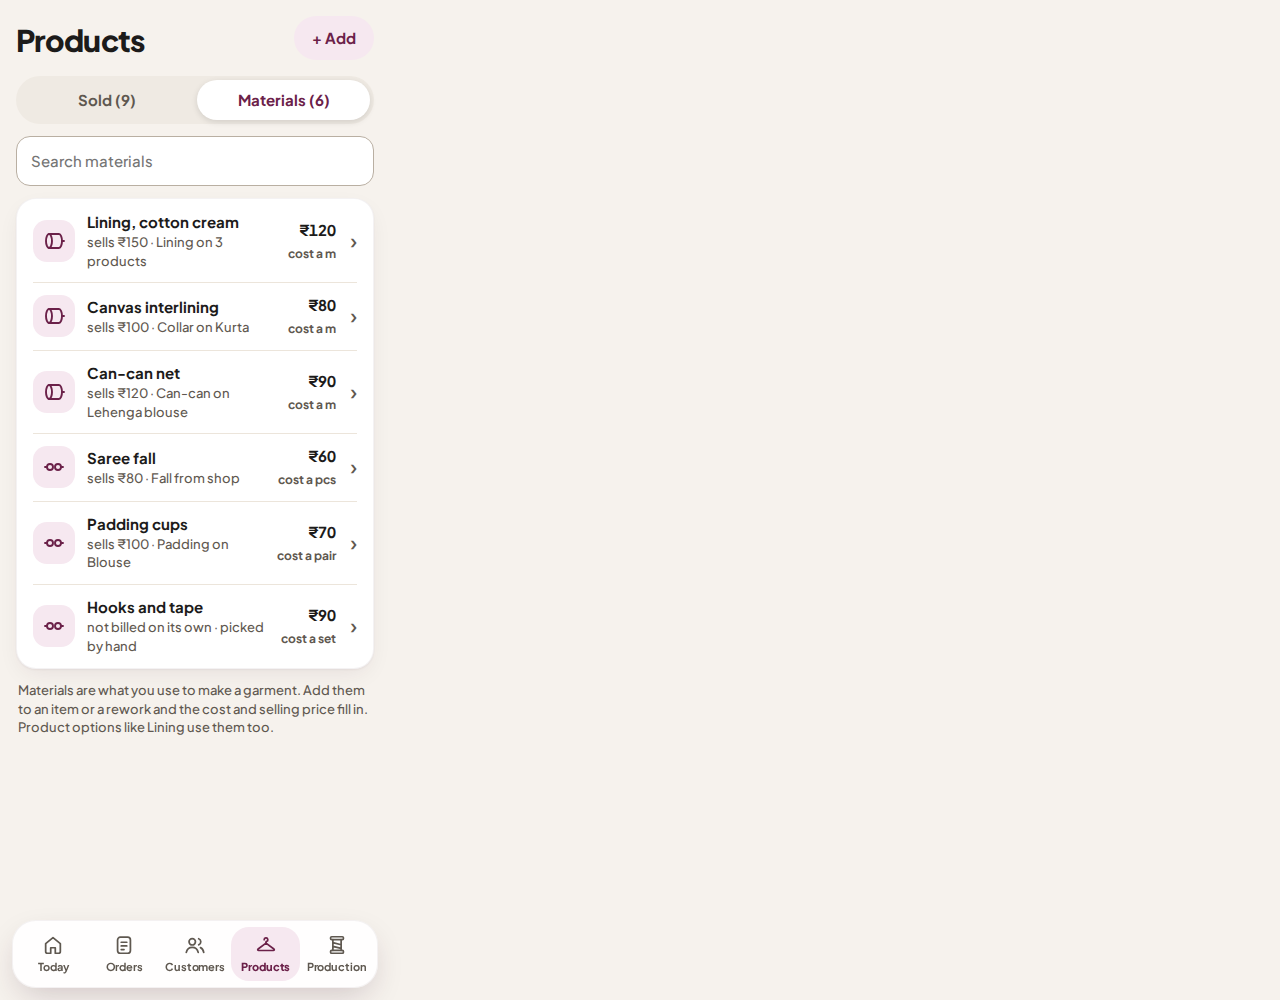 Products
+ Add
Sold (9)
Materials (6)
Search materials
Lining, cotton cream
sells ₹150 · Lining on 3
products
₹120
cost a m
›
Canvas interlining
sells ₹100 · Collar on Kurta
₹80
cost a m
›
Can-can net
sells ₹120 · Can-can on
Lehenga blouse
₹90
cost a m
›
Saree fall
sells ₹80 · Fall from shop
₹60
cost a pcs
›
Padding cups
sells ₹100 · Padding on
Blouse
₹70
cost a pair
›
Hooks and tape
not billed on its own · picked
by hand
₹90
cost a set
›
Materials are what you use to make a garment. Add them
to an item or a rework and the cost and selling price fill in.
Product options like Lining use them too.
Today
Orders
Customers
Products
Production